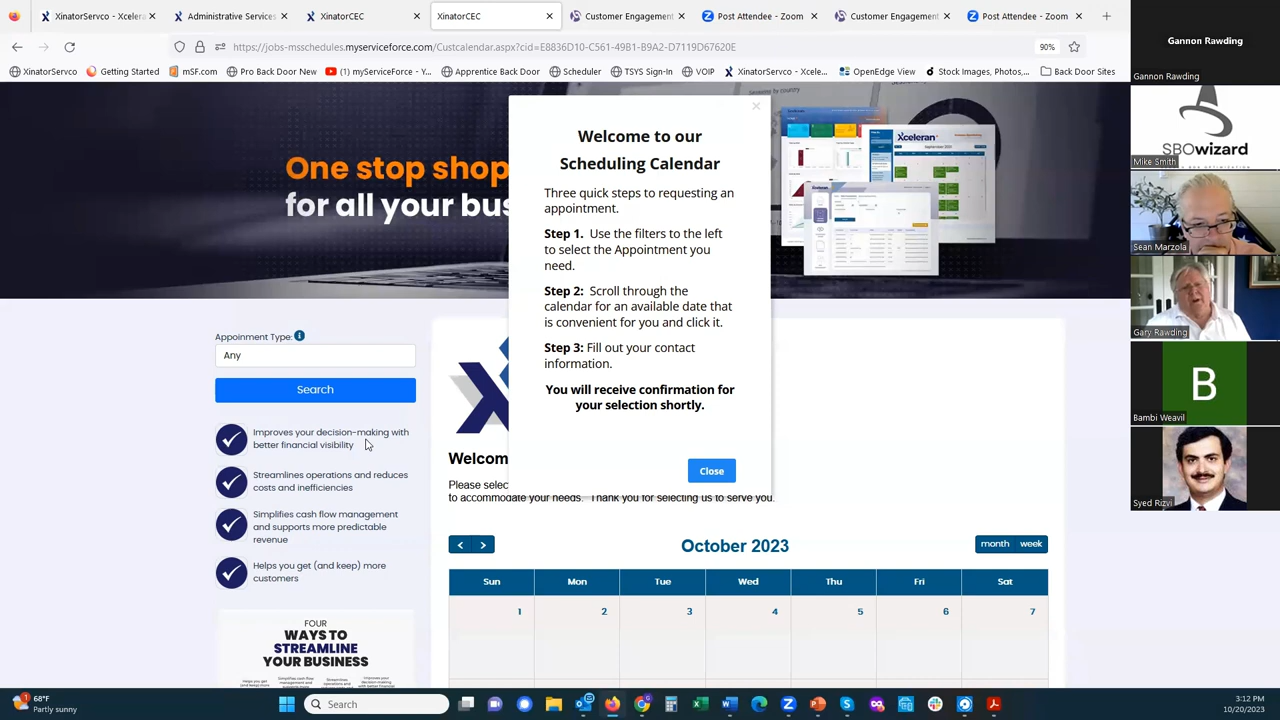 XinatorServco - Xcelera
Administrative Services
XinatorCEC
XinatorCEC
Customer Engagement
Post Attendee - Zoom
Customer Engagement
Post Attendee - Zoom
https://jobs-msschedules.myserviceforce.com/Custcalendar.aspx?cid=E8836D10-C561-4981-B9A2-D7119D67620E
90%
XinatorServco
Getting Started
mSF.com
Pro Back Door New
(1) myServiceForce - Y...
Apprentice Back Door
Scheduler
TSYS Sign-In
VOIP
XinatorServco - Xcele...
OpenEdge View
Stock Images, Photos,...
Back Door Sites
One stop shop
for all your bus
Xceleran
Welcome to our
Scheduling Calendar
Three quick steps to requesting an
appointment.
Step 1. Use the filters to the left
to select the Appointment you
need.
Step 2: Scroll through the
calendar for an available date that
is convenient for you and click it.
Step 3: Fill out your contact
information.
You will receive confirmation for
your selection shortly.
Close
Appoinment Type:
Any
Search
Improves your decision-making with
better financial visibility
Streamlines operations and reduces
costs and inefficiencies
Simplifies cash flow management
and supports more predictable
revenue
Helps you get (and keep) more
customers
FOUR
WAYS TO
STREAMLINE
YOUR BUSINESS
Welcom
Please selec
to accommodate your needs. Thank you for selecting us to serve you.
October 2023
month week
Sun Mon Tue Wed Thu Fri Sat
1 2 3 4 5 6 7
Gannon Rawding
Gannon Rawding
SBOWIZARD
Mike Smith
Sean Marzola
Gary Rawding
B
Bambi Weavil
Syed Rizvi
1
68°F
Partly sunny
Search
3:12 PM
10/20/2023